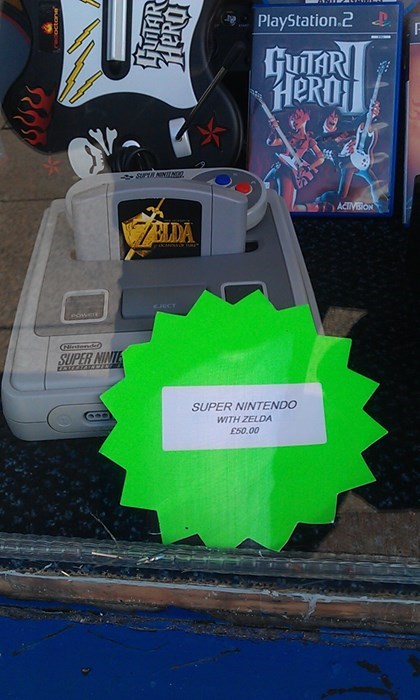 GUITAR
HERO
PlayStation 2
GUITAR
HERO II
ACTIVISION
SUPER NINTENDO
ZELDA
POWER
EJECT
Nintendo
SUPER NINTE
SUPER NINTENDO
WITH ZELDA
£50.00